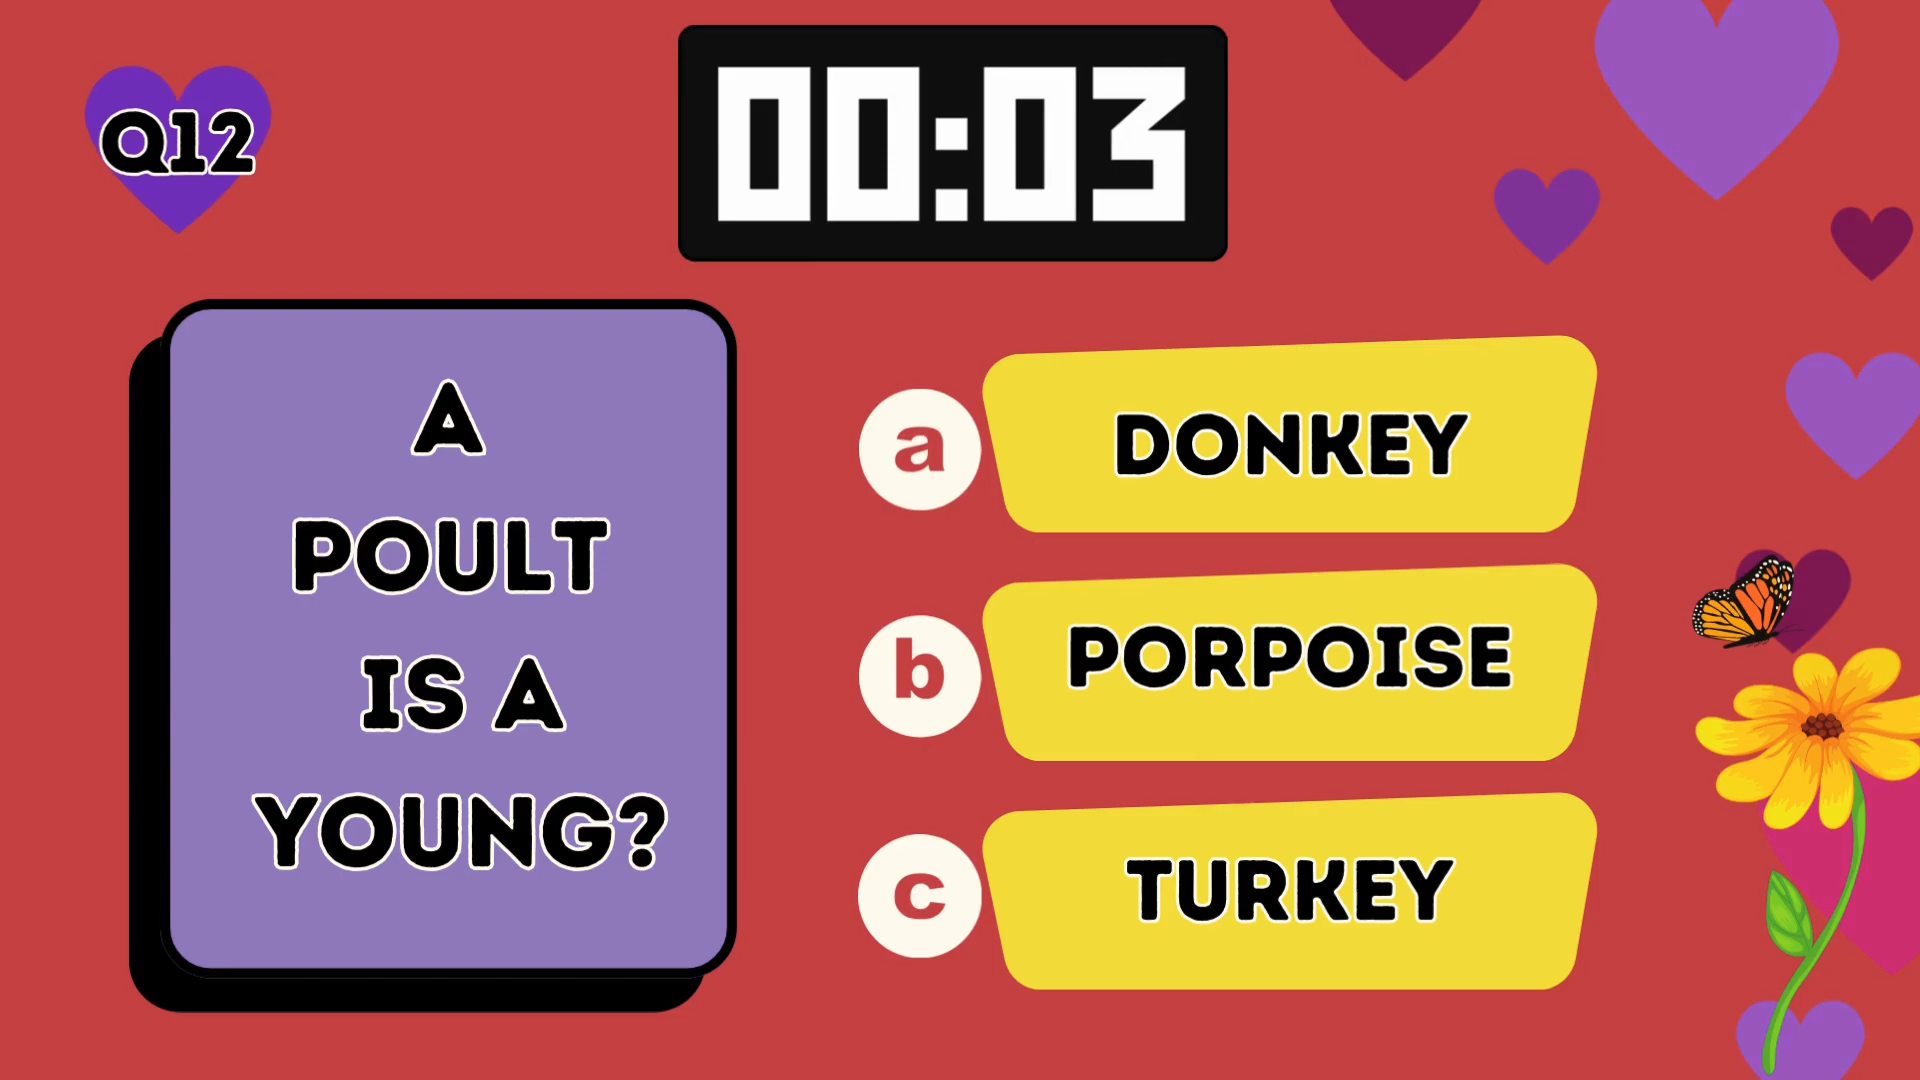 Q12
00:03
A
POULT
IS A
YOUNG?
a
DONKEY
b
PORPOISE
c
TURKEY